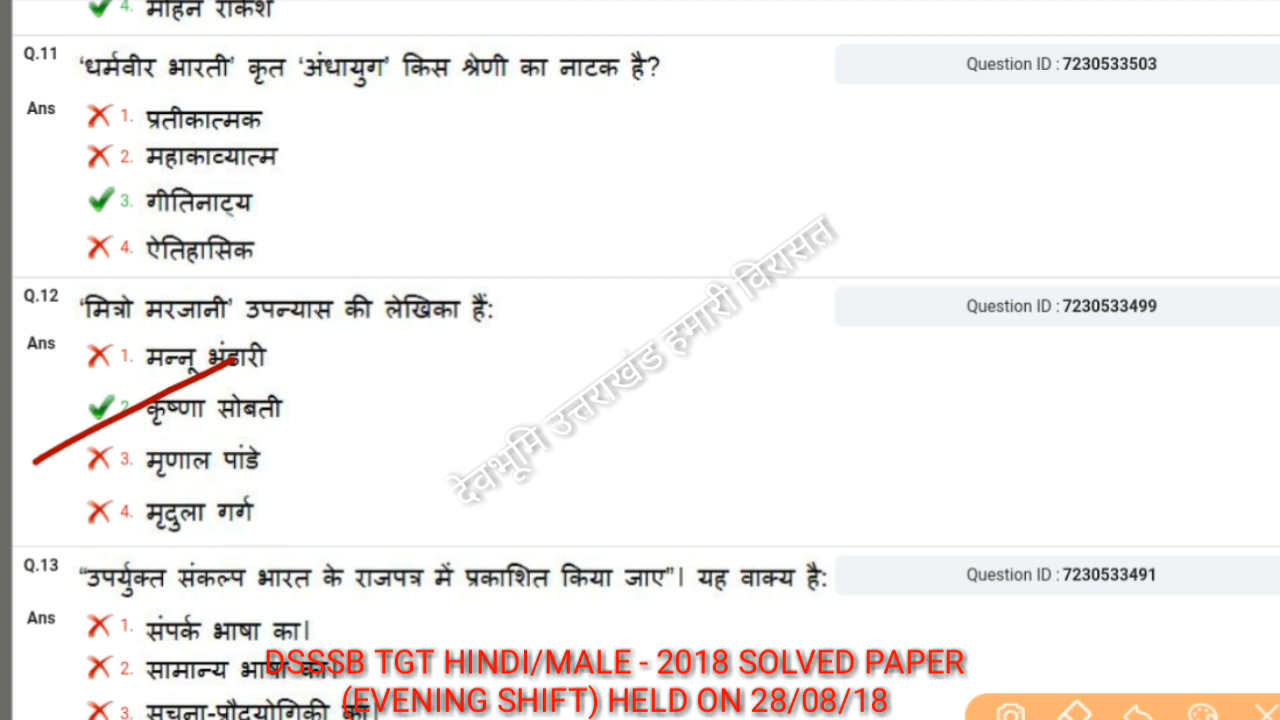 4. मोहन राकेश
Q.11 'धर्मवीर भारती' कृत 'अंधायुग' किस श्रेणी का नाटक है? Question ID : 7230533503
Ans 1. प्रतीकात्मक
2. महाकाव्यात्म
3. गीतिनाट्य
4. ऐतिहासिक
देवभूमि उत्तराखंड हमारी विरासत
Q.12 'मित्रो मरजानी' उपन्यास की लेखिका हैं: Question ID : 7230533499
Ans 1. मन्नू भंडारी
2. कृष्णा सोबती
3. मृणाल पांडे
4. मृदुला गर्ग
Q.13 “उपर्युक्त संकल्प भारत के राजपत्र में प्रकाशित किया जाए”। यह वाक्य है: Question ID : 7230533491
Ans 1. संपर्क भाषा का।
2. सामान्य भाषा का।
DSSSB TGT HINDI/MALE - 2018 SOLVED PAPER
3. सूचना-प्रौद्योगिकी का।
(EVENING SHIFT) HELD ON 28/08/18